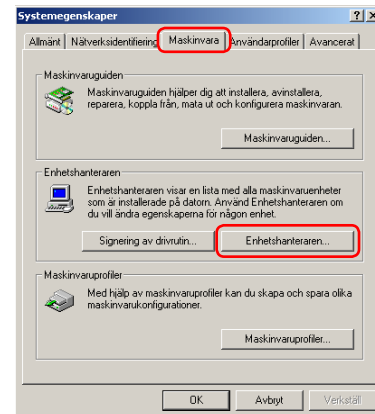 Systemegenskaper
Allmänt
Nätverksidentifiering
Maskinvara
Användarprofiler
Avancerat
Maskinvaruguiden
Maskinvaruguiden hjälper dig att installera, avinstallera,
reparera, koppla från, mata ut och konfigurera maskinvaran.
Maskinvaruguiden...
Enhetshanteraren
Enhetshanteraren visar en lista med alla maskinvaruenheter
som är installerade på datorn. Använd Enhetshanteraren om
du vill ändra egenskaperna för någon enhet.
Signering av drivrutin...
Enhetshanteraren...
Maskinvaruprofiler
Med hjälp av maskinvaruprofiler kan du skapa och spara olika
maskinvarukonfigurationer.
Maskinvaruprofiler...
OK
Avbryt
Verkställ